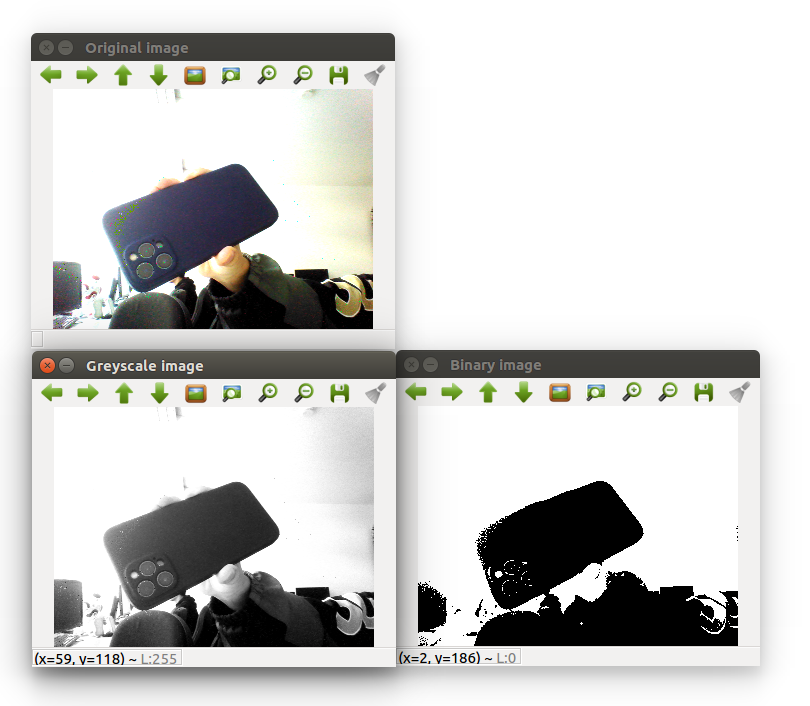 Original image
Greyscale image
Binary image
(x=59, y=118) ~ L:255
(x=2, y=186) ~ L:0